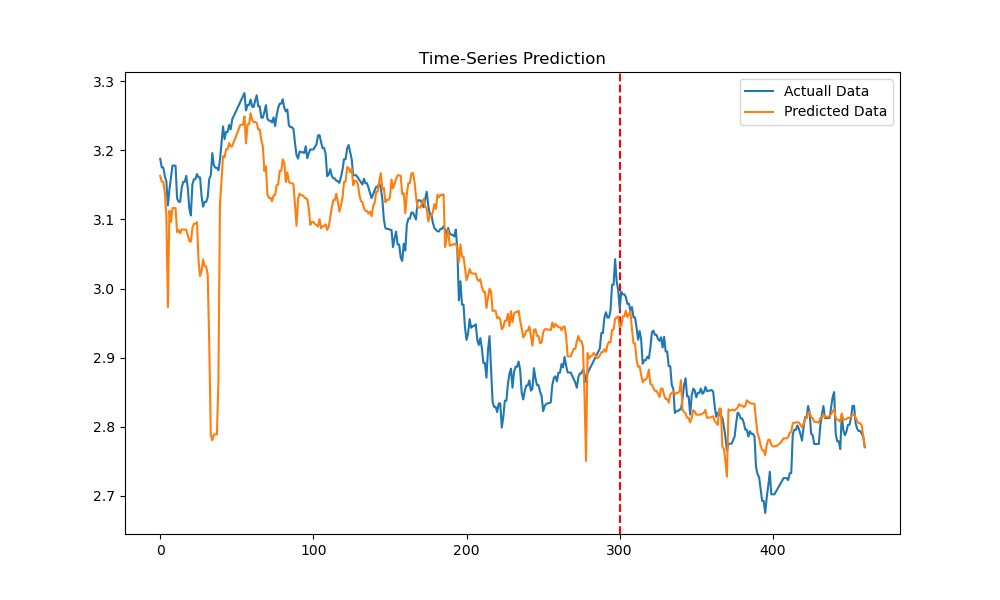 Time-Series Prediction
Actuall Data
Predicted Data
3.3
3.2
3.1
3.0
2.9
2.8
2.7
0 100 200 300 400